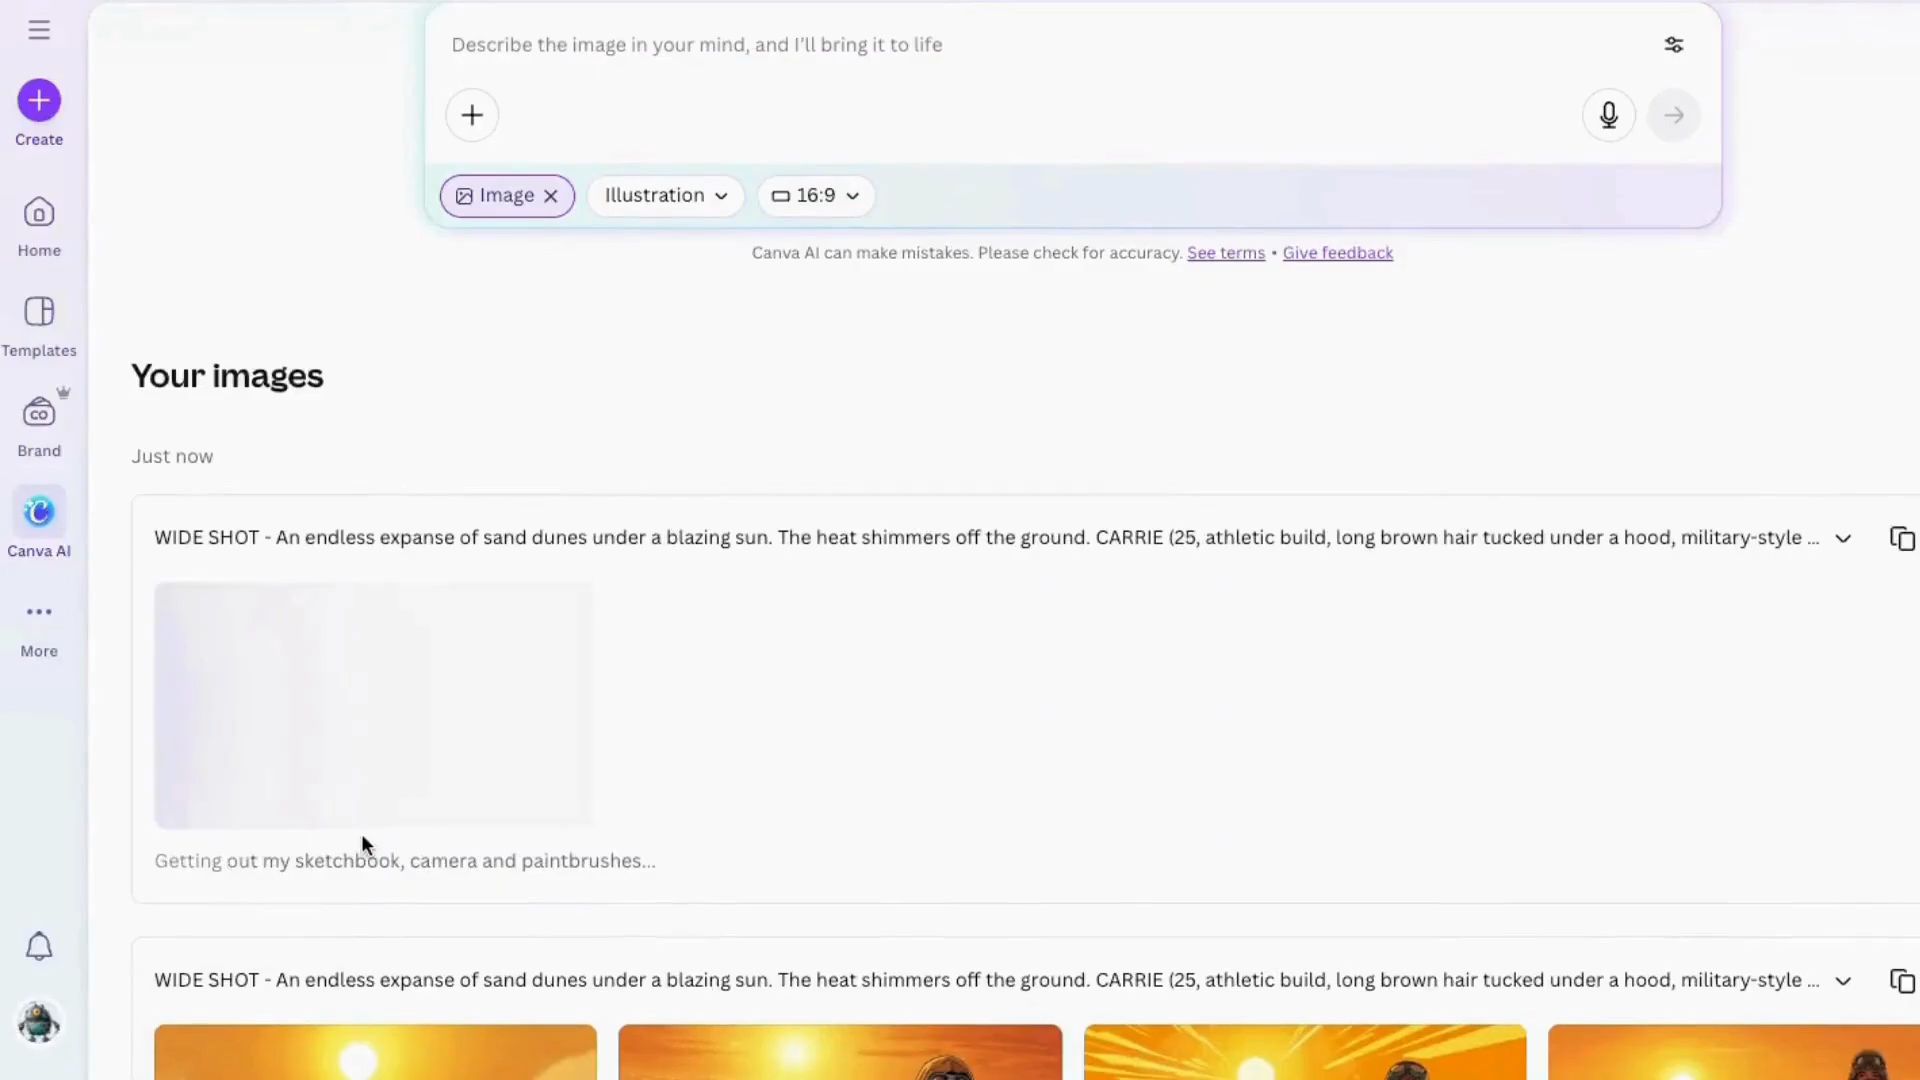 Describe the image in your mind, and I'll bring it to life
Create
Image
Illustration
16:9
Canva AI can make mistakes. Please check for accuracy. See terms • Give feedback
Home
Templates
CO
Brand
Canva AI
More
Your images
Just now
WIDE SHOT - An endless expanse of sand dunes under a blazing sun. The heat shimmers off the ground. CARRIE (25, athletic build, long brown hair tucked under a hood, military-style ...
Getting out my sketchbook, camera and paintbrushes...
WIDE SHOT - An endless expanse of sand dunes under a blazing sun. The heat shimmers off the ground. CARRIE (25, athletic build, long brown hair tucked under a hood, military-style ...